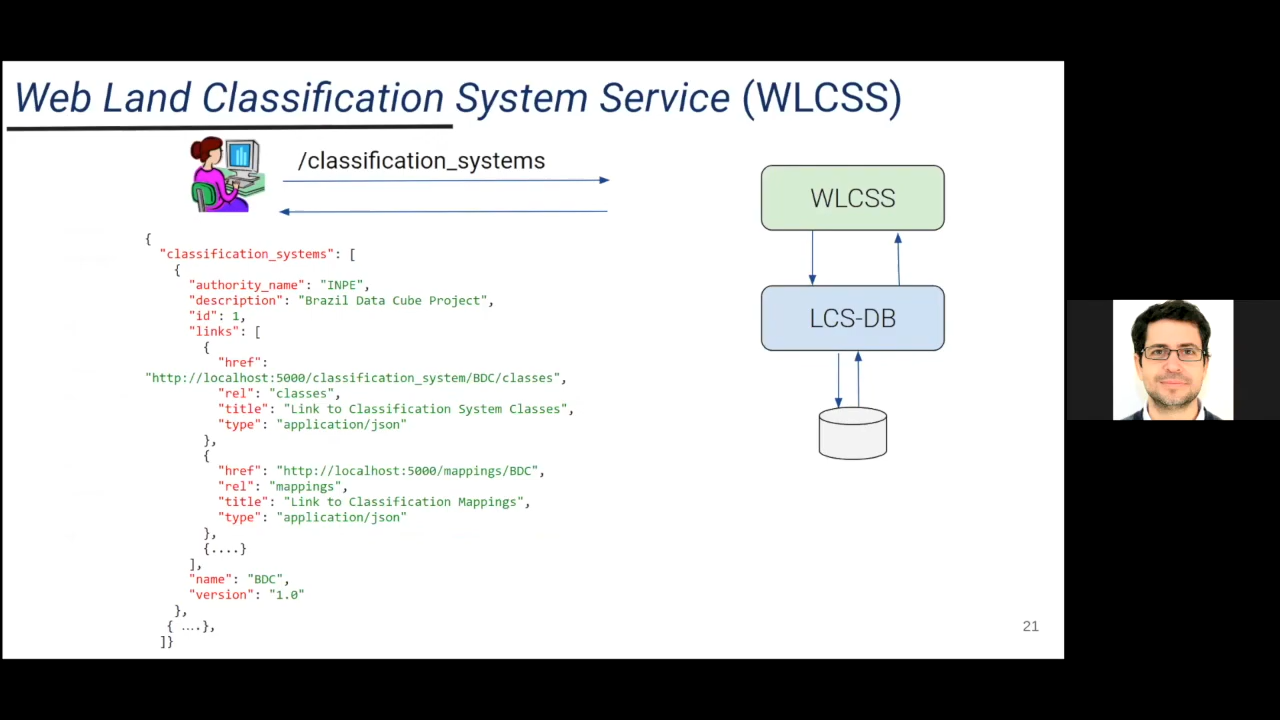 Web Land Classification System Service (WLCSS)
/classification_systems
{
"classification_systems": [
{
"authority_name": "INPE",
"description": "Brazil Data Cube Project",
"id": 1,
"links": [
{
"href":
"http://localhost:5000/classification_system/BDC/classes",
"rel": "classes",
"title": "Link to Classification System Classes",
"type": "application/json"
},
{
"href": "http://localhost:5000/mappings/BDC",
"rel": "mappings",
"title": "Link to Classification Mappings",
"type": "application/json"
},
{....}
],
"name": "BDC",
"version": "1.0"
},
{ ….},
]}
WLCSS
LCS-DB
21